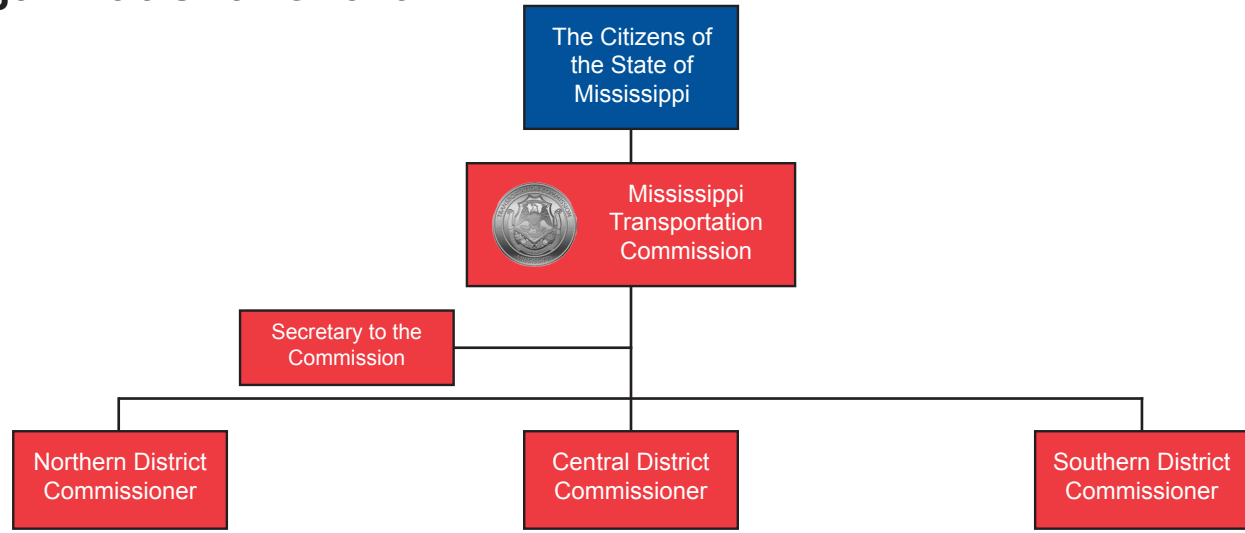 The Citizens of
the State of
Mississippi
Mississippi
Transportation
Commission
Secretary to the
Commission
Northern District
Commissioner
Central District
Commissioner
Southern District
Commissioner